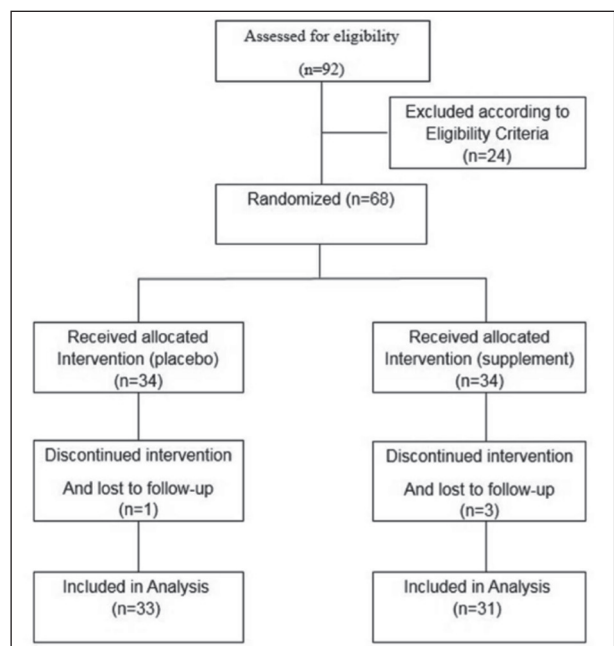 Assessed for eligibility
(n=92)
Excluded according to
Eligibility Criteria
(n=24)
Randomized (n=68)
Received allocated
Intervention (placebo)
(n=34)
Received allocated
Intervention (supplement)
(n=34)
Discontinued intervention
And lost to follow-up
(n=1)
Discontinued intervention
And lost to follow-up
(n=3)
Included in Analysis
(n=33)
Included in Analysis
(n=31)